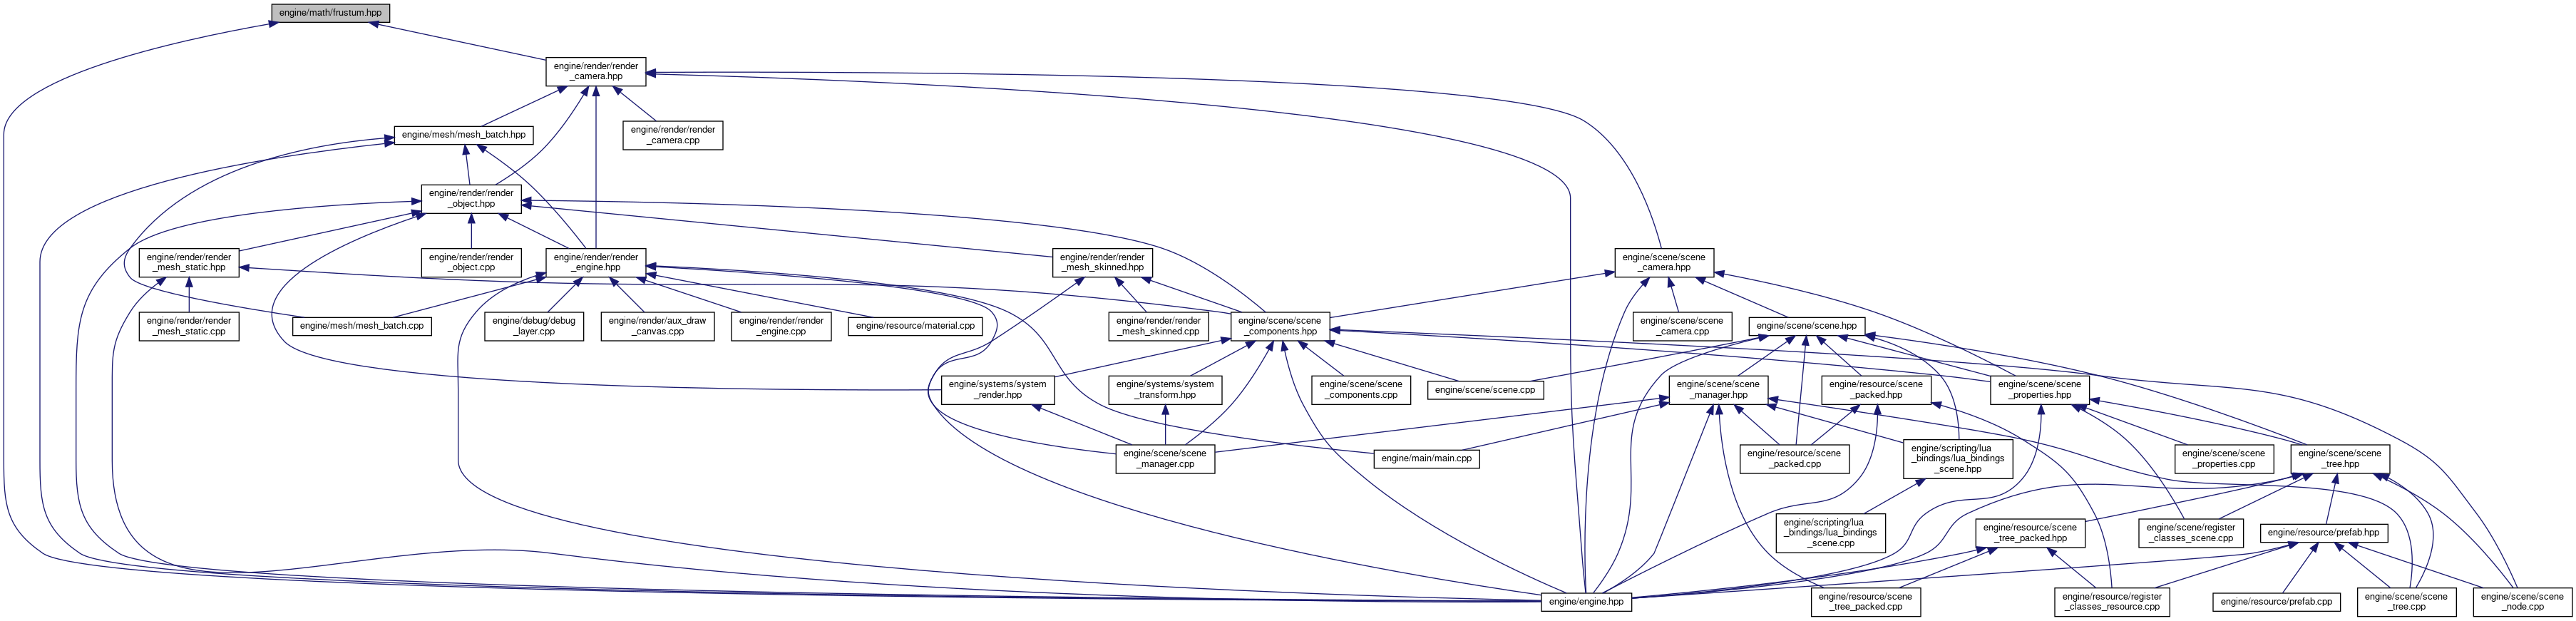 engine/math/frustum.hpp
engine/render/render
_camera.hpp
engine/mesh/mesh_batch.hpp
engine/render/render
_camera.cpp
engine/render/render
_object.hpp
engine/render/render
_mesh_static.hpp
engine/render/render
_object.cpp
engine/render/render
_engine.hpp
engine/render/render
_mesh_skinned.hpp
engine/scene/scene
_camera.hpp
engine/render/render
_mesh_static.cpp
engine/mesh/mesh_batch.cpp
engine/debug/debug
_layer.cpp
engine/render/aux_draw
_canvas.cpp
engine/render/render
_engine.cpp
engine/resource/material.cpp
engine/render/render
_mesh_skinned.cpp
engine/scene/scene
_components.hpp
engine/scene/scene
_camera.cpp
engine/scene/scene.hpp
engine/systems/system
_render.hpp
engine/systems/system
_transform.hpp
engine/scene/scene
_components.cpp
engine/scene/scene.cpp
engine/scene/scene
_manager.hpp
engine/resource/scene
_packed.hpp
engine/scene/scene
_properties.hpp
engine/scene/scene
_manager.cpp
engine/main/main.cpp
engine/resource/scene
_packed.cpp
engine/scripting/lua
_bindings/lua_bindings
_scene.hpp
engine/scene/scene
_properties.cpp
engine/scene/scene
_tree.hpp
engine/scripting/lua
_bindings/lua_bindings
_scene.cpp
engine/resource/scene
_tree_packed.hpp
engine/scene/register
_classes_scene.cpp
engine/resource/prefab.hpp
engine/engine.hpp
engine/resource/scene
_tree_packed.cpp
engine/resource/register
_classes_resource.cpp
engine/resource/prefab.cpp
engine/scene/scene
_tree.cpp
engine/scene/scene
_node.cpp